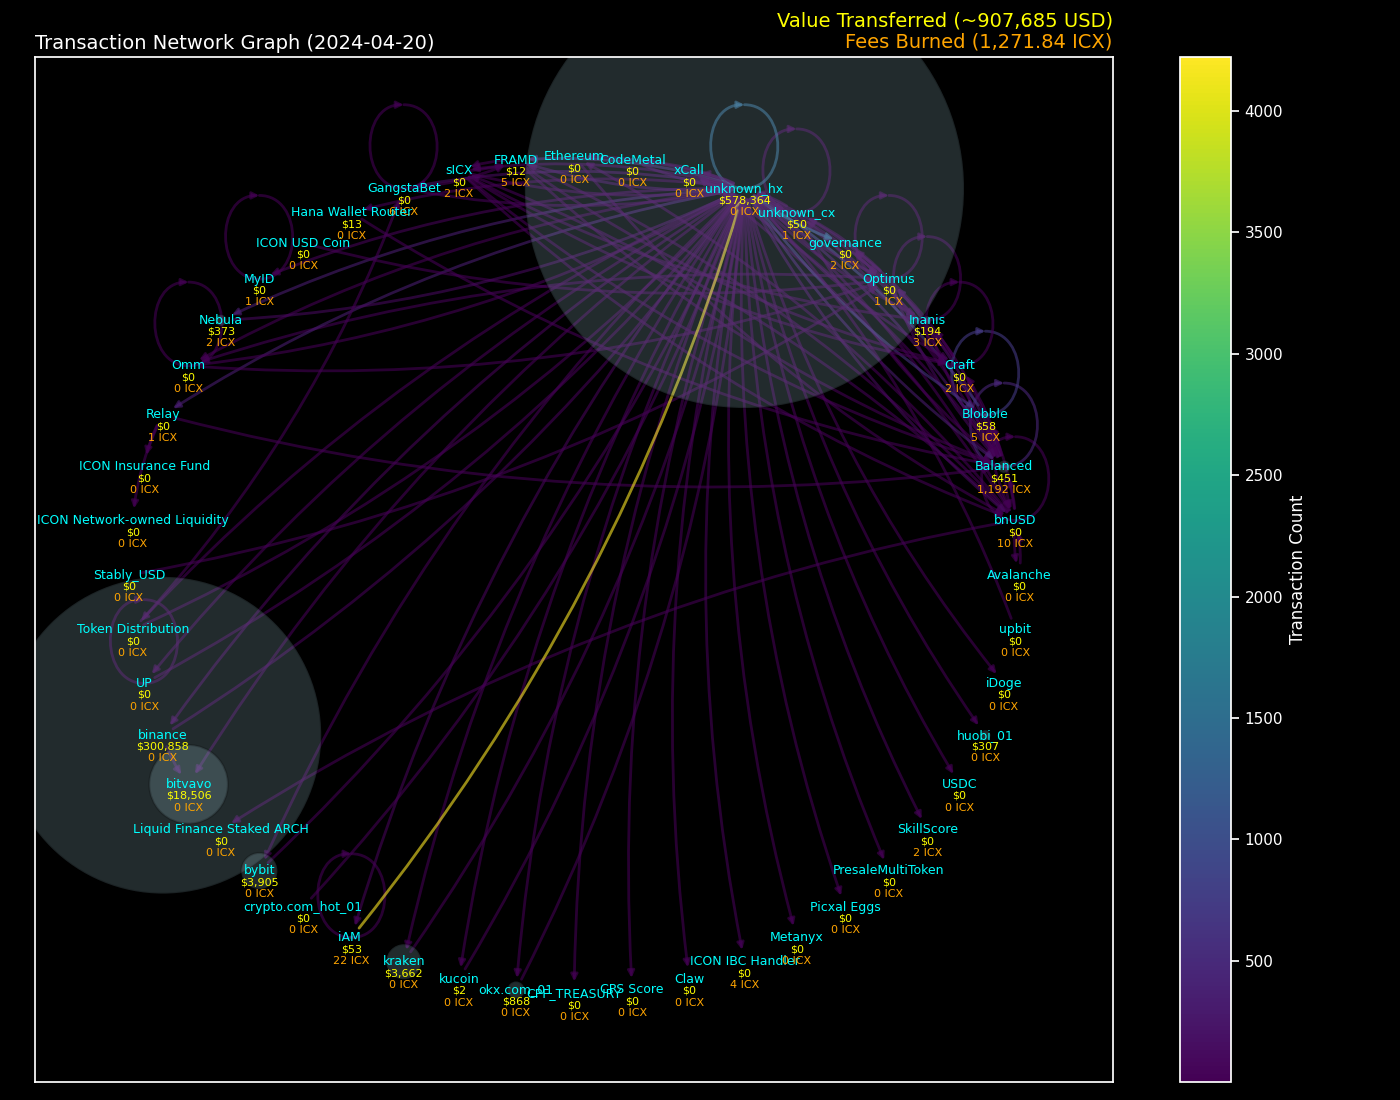 Value Transferred (~907,685 USD)
Transaction Network Graph (2024-04-20)
Fees Burned (1,271.84 ICX)
Ethereum
$0
0 ICX
CodeMetal
$0
0 ICX
FRAMD
$12
5 ICX
sICX
$0
2 ICX
xCall
$0
0 ICX
GangstaBet
$0
0 ICX
unknown_hx
$578,364
0 ICX
Hana Wallet Router
$13
0 ICX
unknown_cx
$50
1 ICX
ICON USD Coin
$0
0 ICX
governance
$0
2 ICX
MyID
$0
1 ICX
Optimus
$0
1 ICX
Nebula
$373
2 ICX
Inanis
$194
3 ICX
Omm
$0
0 ICX
Craft
$0
2 ICX
Relay
$0
1 ICX
Blobble
$58
5 ICX
ICON Insurance Fund
$0
0 ICX
Balanced
$451
1,192 ICX
ICON Network-owned Liquidity
$0
0 ICX
bnUSD
$0
10 ICX
Stably_USD
$0
0 ICX
Avalanche
$0
0 ICX
Token Distribution
$0
0 ICX
upbit
$0
0 ICX
UP
$0
0 ICX
iDoge
$0
0 ICX
binance
$300,858
0 ICX
huobi_01
$307
0 ICX
bitvavo
$18,506
0 ICX
USDC
$0
0 ICX
Liquid Finance Staked ARCH
$0
0 ICX
SkillScore
$0
2 ICX
bybit
$3,905
0 ICX
PresaleMultiToken
$0
0 ICX
crypto.com_hot_01
$0
0 ICX
Picxal Eggs
$0
0 ICX
iAM
$53
22 ICX
Metanyx
$0
0 ICX
kraken
$3,662
0 ICX
ICON IBC Handler
$0
4 ICX
kucoin
$2
0 ICX
Claw
$0
0 ICX
okx.com_01
$868
0 ICX
CPF_TREASURY
$0
0 ICX
CPS Score
$0
0 ICX
4000
3500
3000
2500
2000
1500
1000
500
Transaction Count